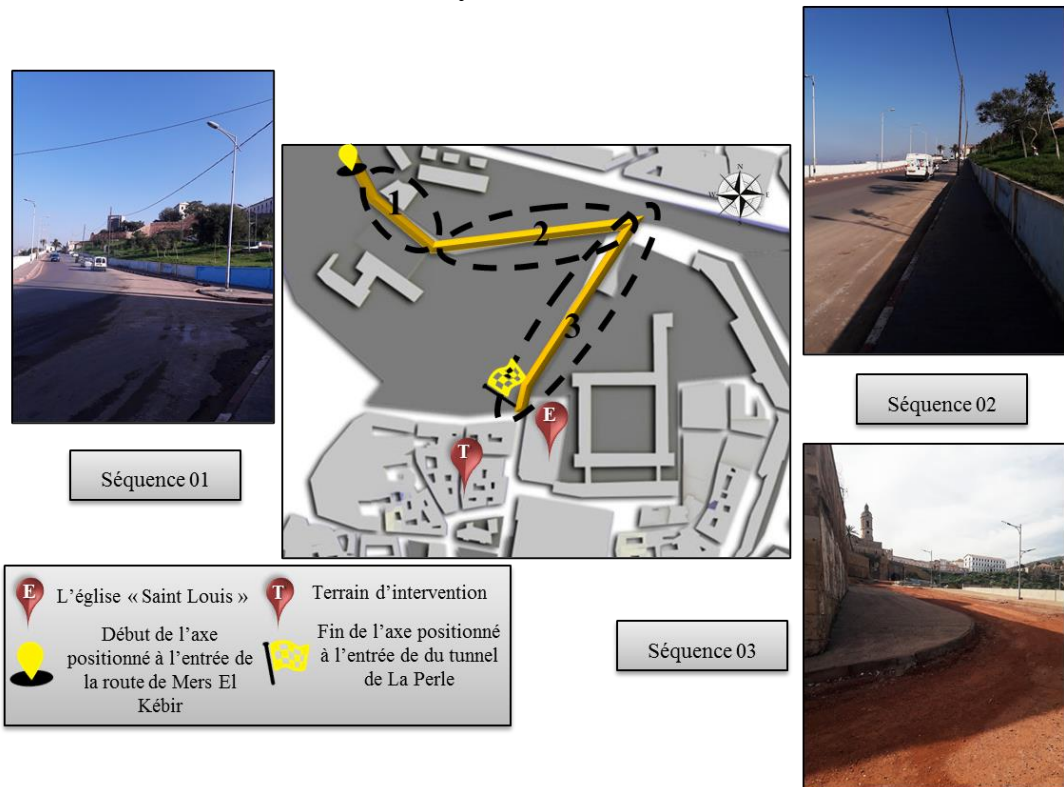 N
W
E
S
1
2
3
E
T
Séquence 01
Séquence 02
Séquence 03
E
L'église « Saint Louis »
T
Terrain d'intervention
Début de l'axe
positionné à l'entrée de
la route de Mers El
Kébir
Fin de l'axe positionné
à l'entrée de du tunnel
de La Perle